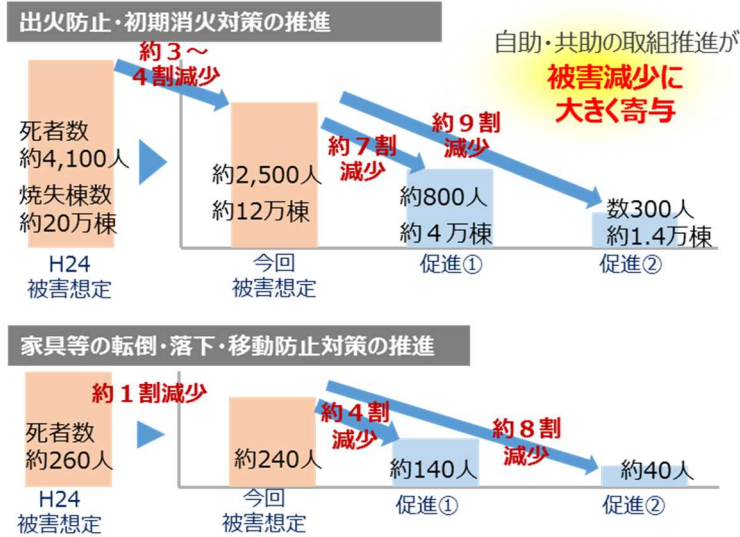 出火防止・初期消火対策の推進
自助・共助の取組推進が
被害減少に
大きく寄与
約３～
４割減少
約９割
減少
約７割
減少
死者数
約4,100人
焼失棟数
約20万棟
約2,500人
約12万棟
約800人
約４万棟
数300人
約1.4万棟
H24
被害想定
今回
被害想定
促進①
促進②
家具等の転倒・落下・移動防止対策の推進
約１割減少
約４割
減少
約８割
減少
死者数
約260人
約240人
約140人
約40人
H24
被害想定
今回
被害想定
促進①
促進②